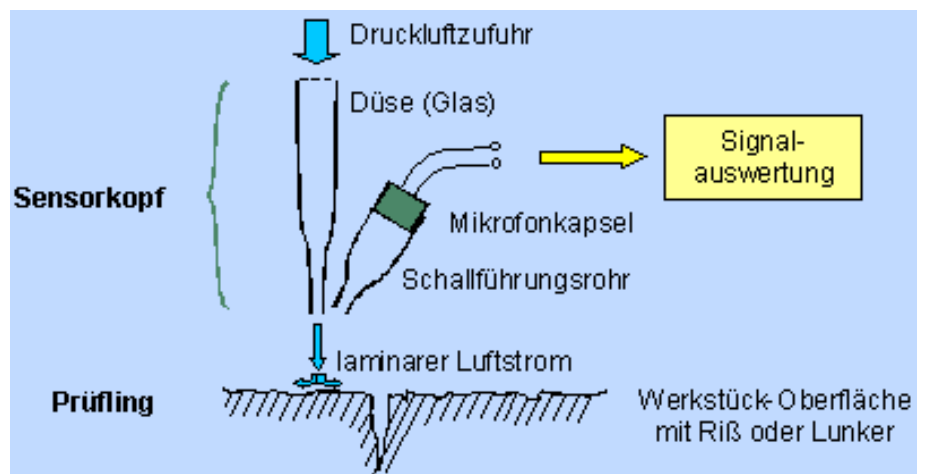 Druckluftzufuhr
Düse (Glas)
Signal-
auswertung
Sensorkopf
Mikrofonkapsel
Schallführungsrohr
laminarer Luftstrom
Prüfling
Werkstück-Oberfläche
mit Riß oder Lunker